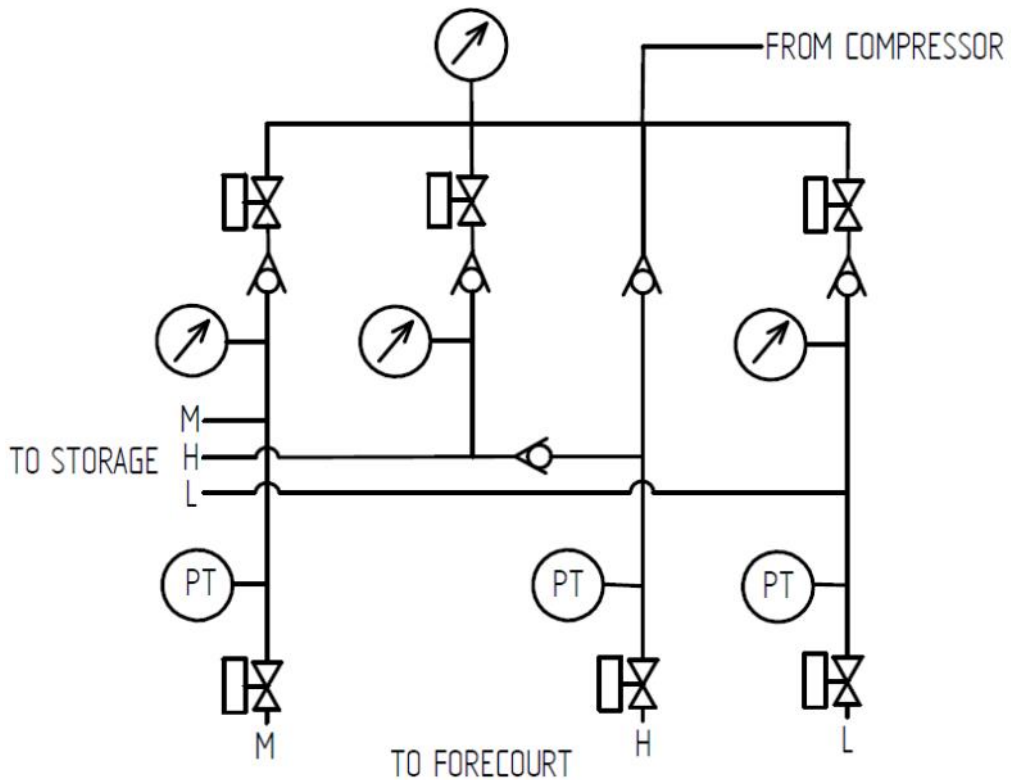 FROM COMPRESSOR
M
TO STORAGE H
L
PT PT PT
M H L
TO FORECOURT